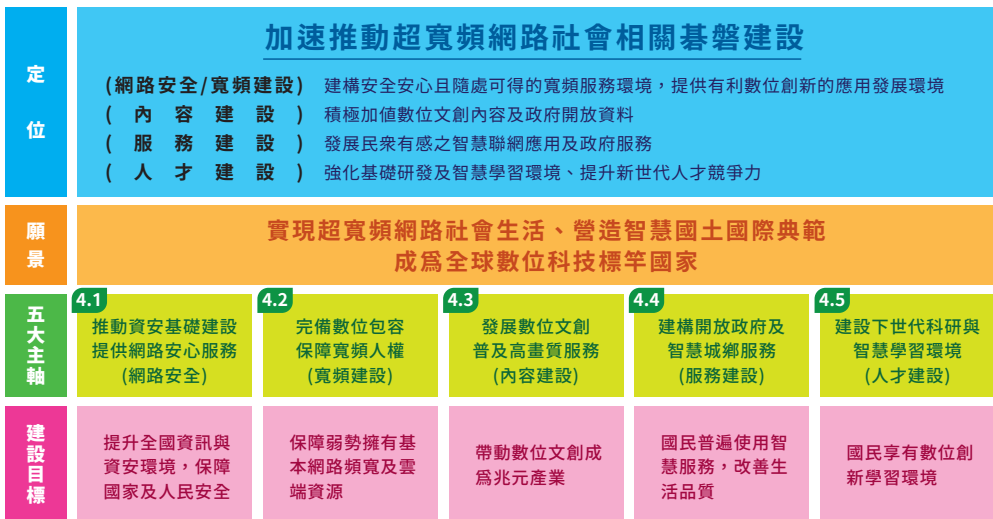 定位
加速推動超寬頻網路社會相關碁磐建設
(網路安全/寬頻建設) 建構安全安心且隨處可得的寬頻服務環境，提供有利數位創新的應用發展環境
(內容建設) 積極加值數位文創內容及政府開放資料
(服務建設) 發展民眾有感之智慧聯網應用及政府服務
(人才建設) 強化基礎研發及智慧學習環境、提升新世代人才競爭力
願景
實現超寬頻網路社會生活、營造智慧國土國際典範
成爲全球數位科技標竿國家
五大主軸
4.1
推動資安基礎建設
提供網路安心服務
(網路安全)
4.2
完備數位包容
保障寬頻人權
(寬頻建設)
4.3
發展數位文創
普及高畫質服務
(內容建設)
4.4
建構開放政府及
智慧城鄉服務
(服務建設)
4.5
建設下世代科研與
智慧學習環境
(人才建設)
建設目標
提升全國資訊與
資安環境，保障
國家及人民安全
保障弱勢擁有基
本網路頻寬及雲
端資源
帶動數位文創成
爲兆元產業
國民普遍使用智
慧服務，改善生
活品質
國民享有數位創
新學習環境